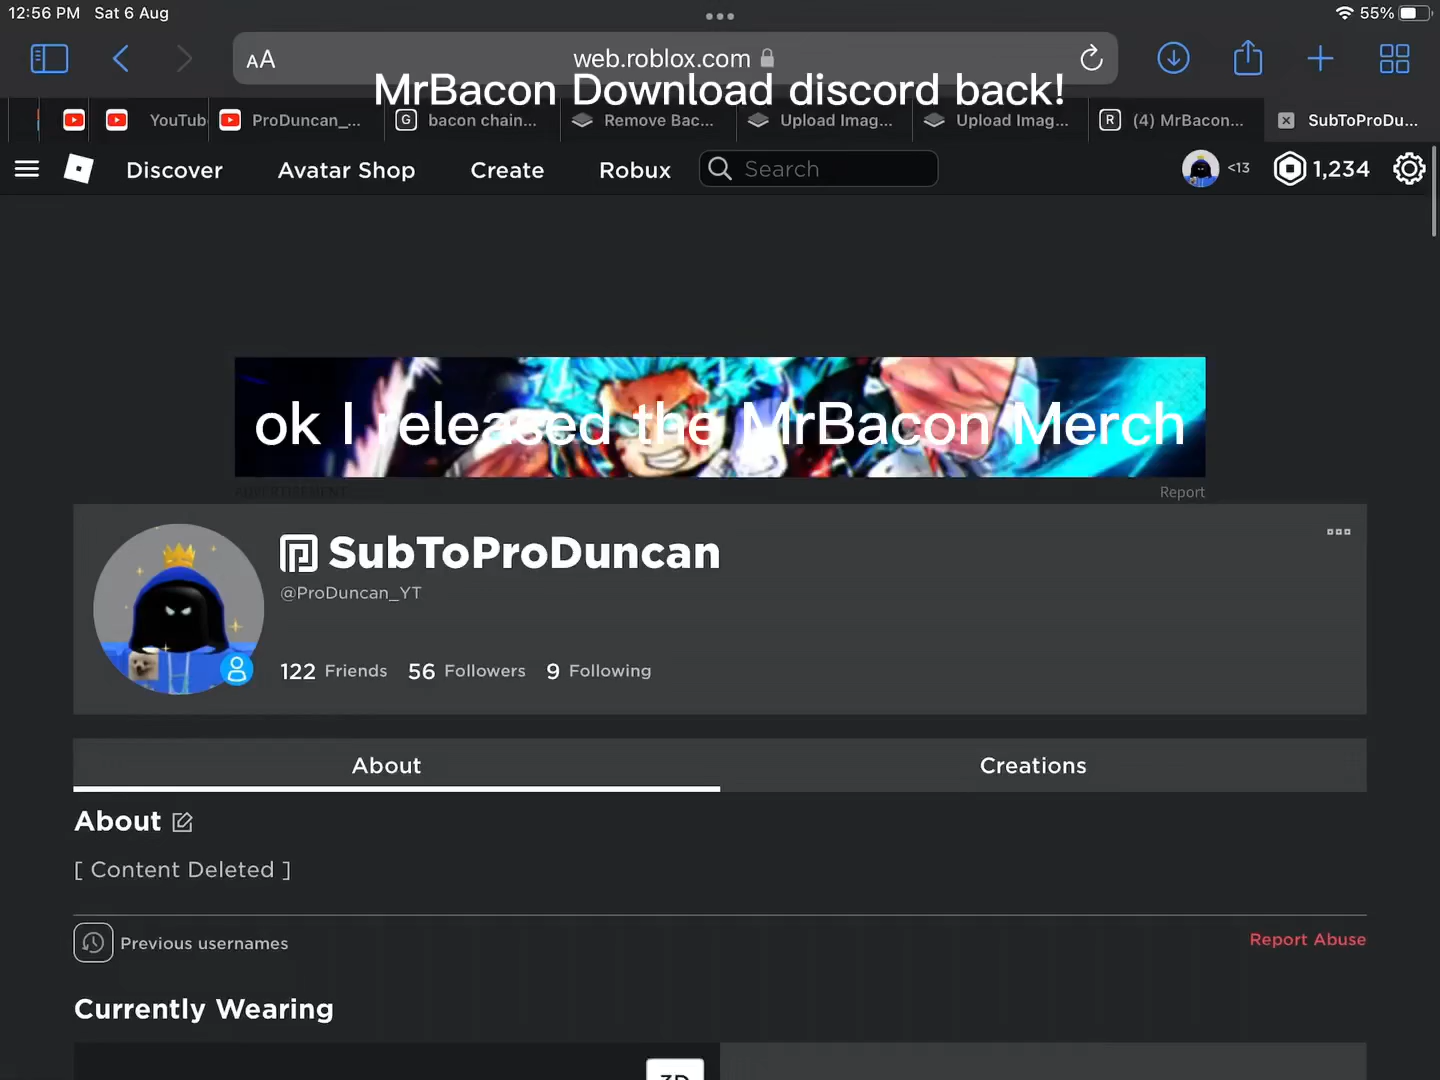 12:56 PM Sat 6 Aug
55%
AA
web.roblox.com
MrBacon Download discord back!
YouTub
ProDuncan_...
G
bacon chain...
Remove Bac...
Upload Imag...
Upload Imag...
R
(4) MrBacon...
SubToProDu...
Discover
Avatar Shop
Create
Robux
Search
<13
1,234
ok I released the MrBacon Merch
ADVERTISEMENT
Report
SubToProDuncan
@ProDuncan_YT
122 Friends 56 Followers 9 Following
About
Creations
About
[ Content Deleted ]
Previous usernames
Report Abuse
Currently Wearing
3D